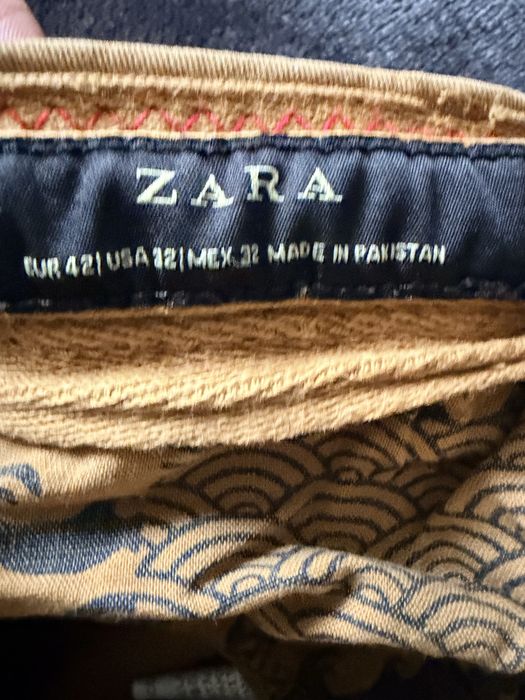 ZARA
EUR 42| USA 32| MEX 32 MADE IN PAKISTAN